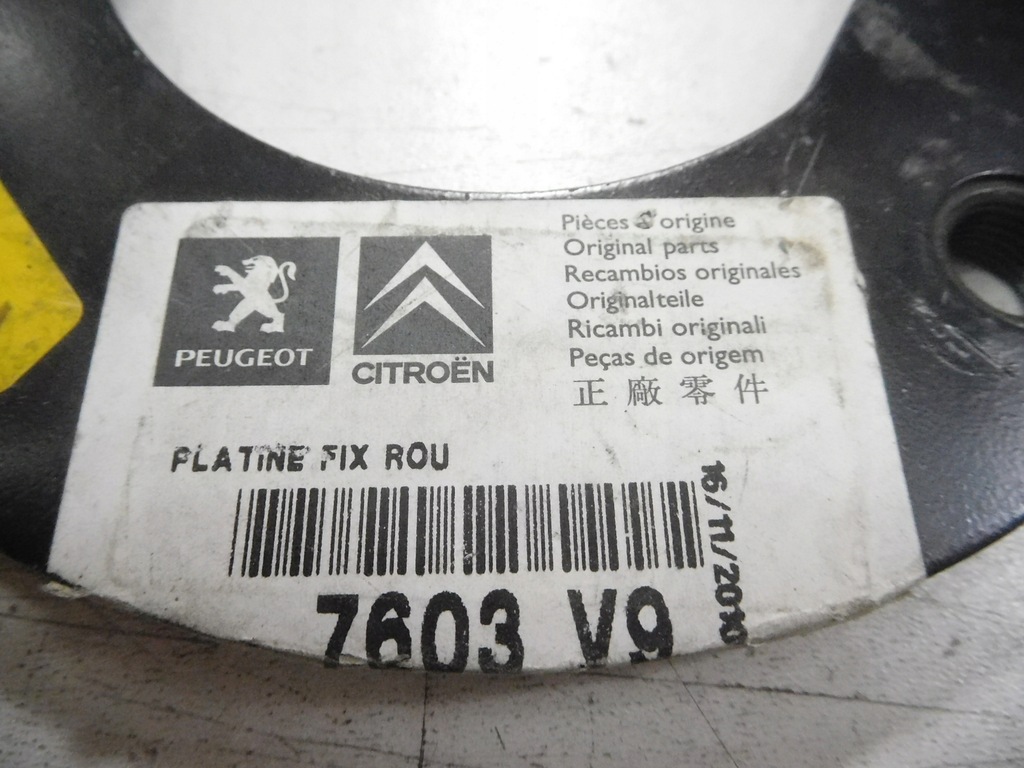 PEUGEOT
CITROËN
Pièces d'origine
Original parts
Recambios originales
Originalteile
Ricambi originali
Peças de origem
正廠零件
PLATINE FIX ROU
16/11/2010
7603 V9